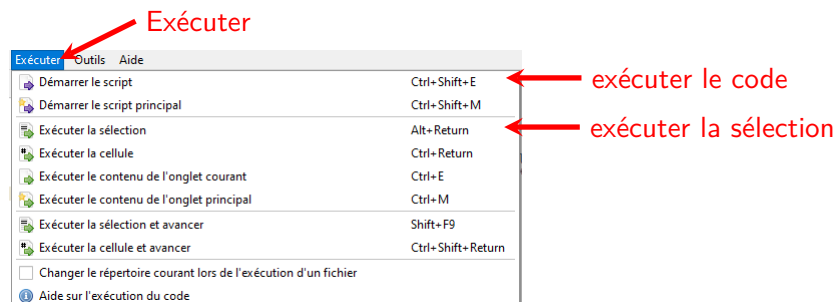 Exécuter
Exécuter Outils Aide
Démarrer le script Ctrl+Shift+E
exécuter le code
Démarrer le script principal Ctrl+Shift+M
Exécuter la sélection Alt+Return
exécuter la sélection
Exécuter la cellule Ctrl+Return
Exécuter le contenu de l'onglet courant Ctrl+E
Exécuter le contenu de l'onglet principal Ctrl+M
Exécuter la sélection et avancer Shift+F9
Exécuter la cellule et avancer Ctrl+Shift+Return
Changer le répertoire courant lors de l'exécution d'un fichier
Aide sur l'exécution du code